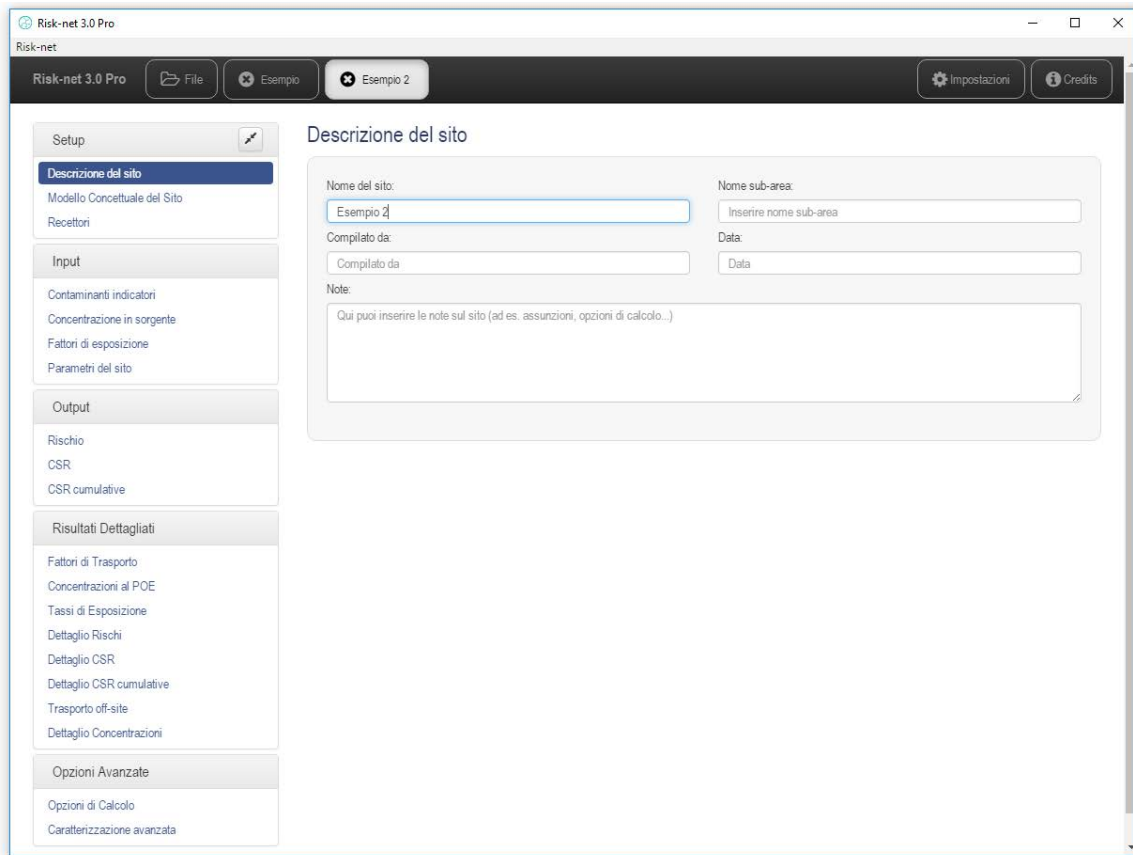 Risk-net 3.0 Pro
Risk-net
Risk-net 3.0 Pro File Esempio Esempio 2 Impostazioni Credits
Setup
Descrizione del sito
Modello Concettuale del Sito
Recettori
Input
Contaminanti indicatori
Concentrazione in sorgente
Fattori di esposizione
Parametri del sito
Output
Rischio
CSR
CSR cumulative
Risultati Dettagliati
Fattori di Trasporto
Concentrazioni al POE
Tassi di Esposizione
Dettaglio Rischi
Dettaglio CSR
Dettaglio CSR cumulative
Trasporto off-site
Dettaglio Concentrazioni
Opzioni Avanzate
Opzioni di Calcolo
Caratterizzazione avanzata
Descrizione del sito
Nome del sito: Nome sub-area:
Esempio 2 Inserire nome sub-area
Compilato da: Data:
Compilato da Data
Note:
Qui puoi inserire le note sul sito (ad es. assunzioni, opzioni di calcolo...)